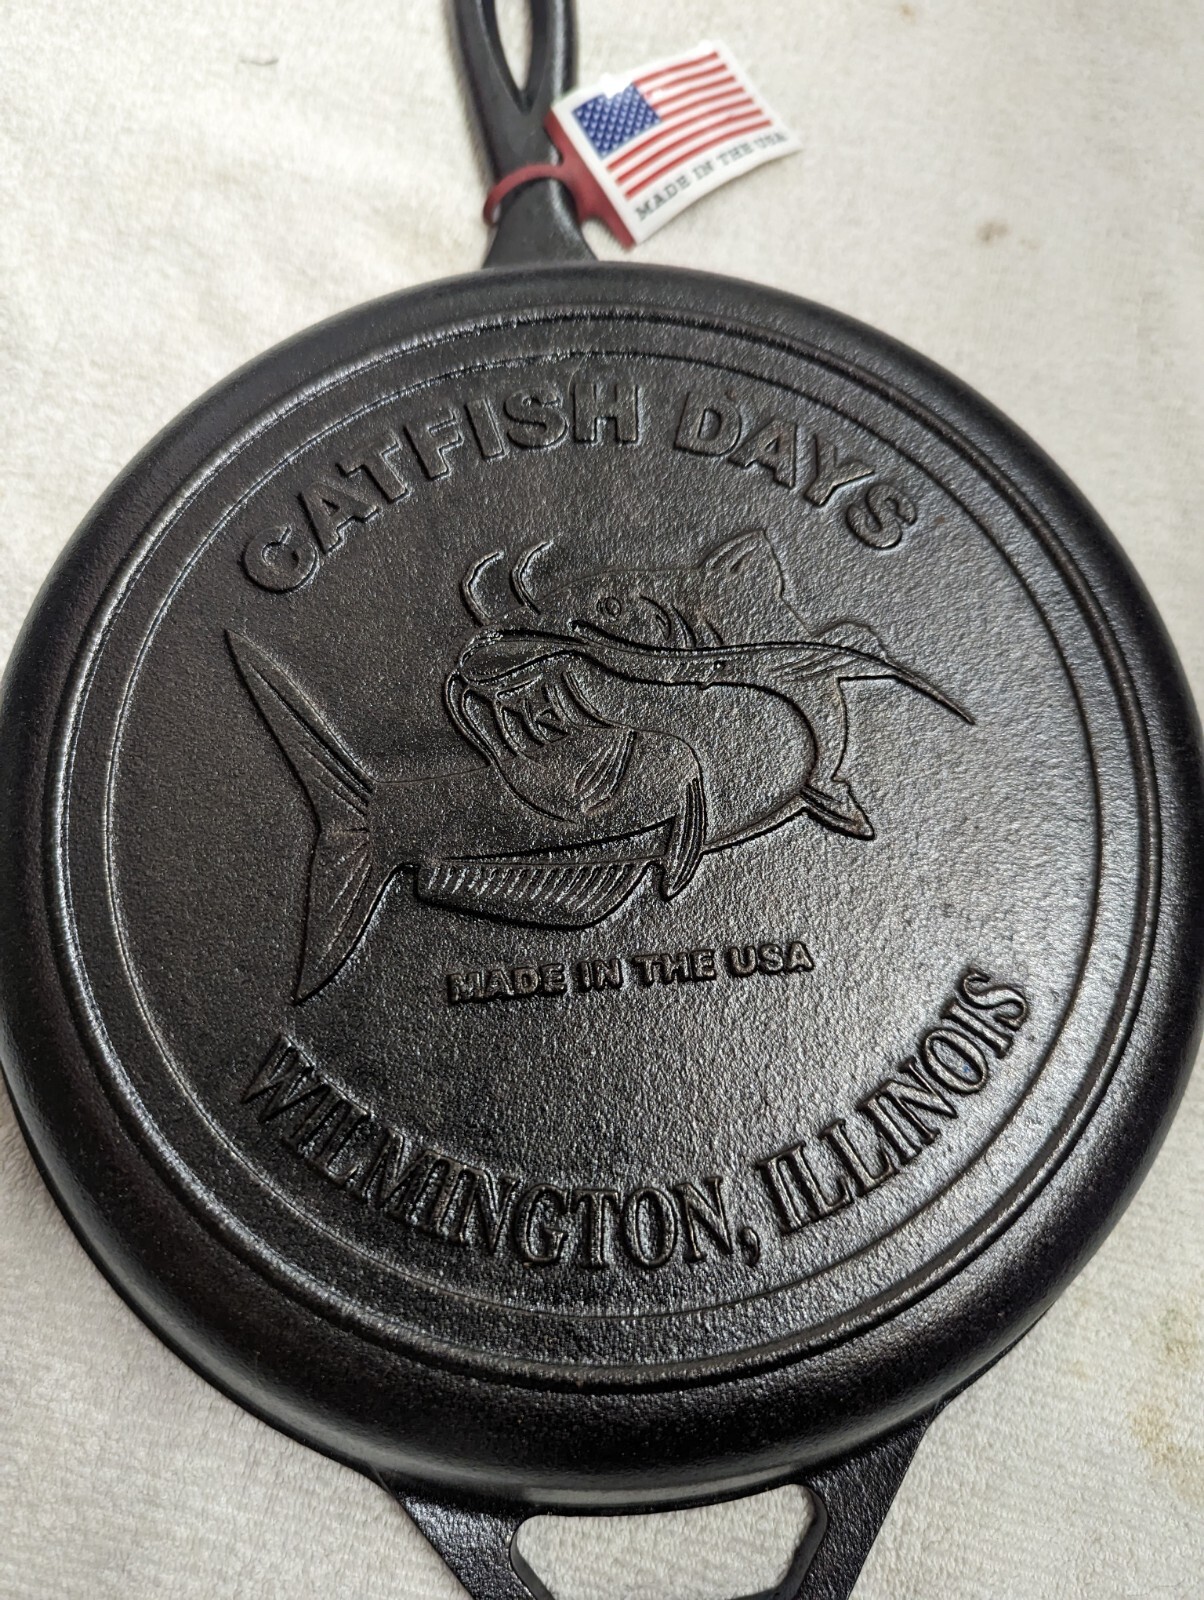 MADE IN THE USA
CATFISH DAYS
MADE IN THE USA
WILMINGTON, ILLINOIS